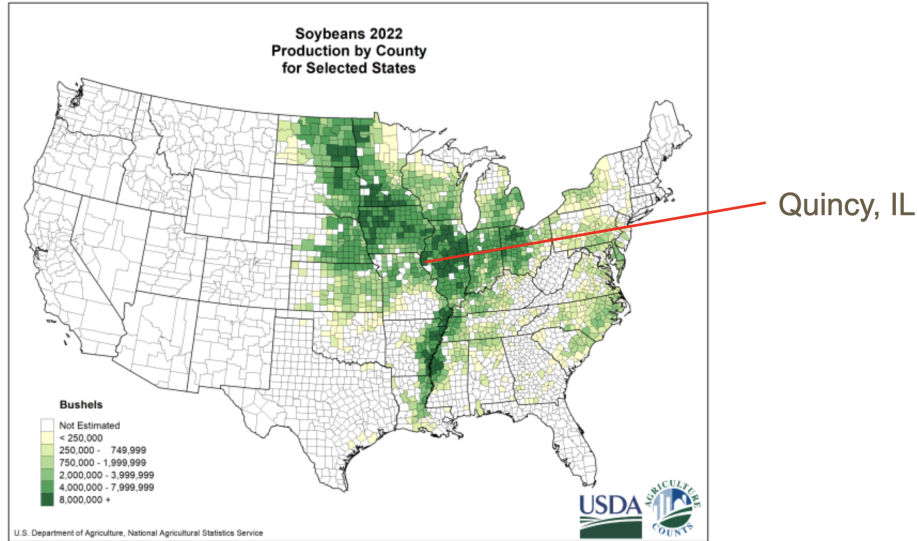 Soybeans 2022
Production by County
for Selected States
Quincy, IL
Bushels
Not Estimated
< 250,000
250,000 - 749,999
750,000 - 1,999,999
2,000,000 - 3,999,999
4,000,000 - 7,999,999
8,000,000 +
USDA
AGRICULTURE
COUNTS
U.S. Department of Agriculture, National Agricultural Statistics Service